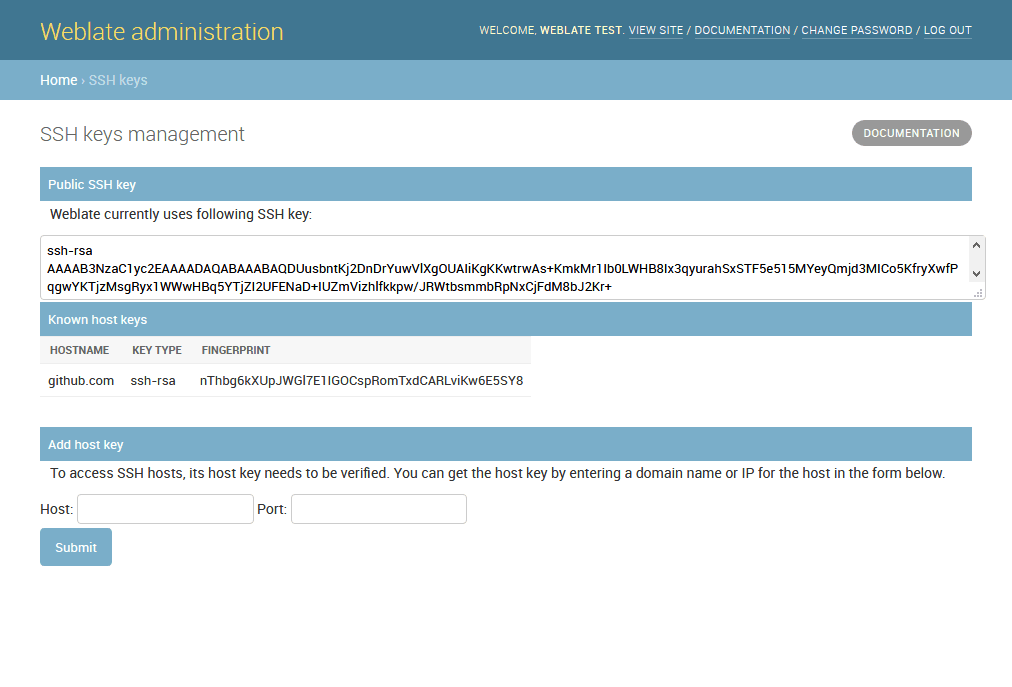 Weblate administration
WELCOME, WEBLATE TEST. VIEW SITE / DOCUMENTATION / CHANGE PASSWORD / LOG OUT
Home › SSH keys
SSH keys management
DOCUMENTATION
Public SSH key
Weblate currently uses following SSH key:
ssh-rsa
AAAAB3NzaC1yc2EAAAADAQABAAABAQDUusbntKj2DnDrYuwVlXgOUAIiKgKKwtrwAs+KmkMr1Ib0LWHB8Ix3qyurahSxSTF5e515MYeyQmjd3MICo5KfryXwfP
qgwYKTjzMsgRyx1WWwHBq5YTjZI2UFENaD+IUZmVizhlfkkpw/JRWtbsmmbRpNxCjFdM8bJ2Kr+
Known host keys
HOSTNAME KEY TYPE FINGERPRINT
github.com ssh-rsa nThbg6kXUpJWGl7E1IGOCspRomTxdCARLviKw6E5SY8
Add host key
To access SSH hosts, its host key needs to be verified. You can get the host key by entering a domain name or IP for the host in the form below.
Host: Port:
Submit